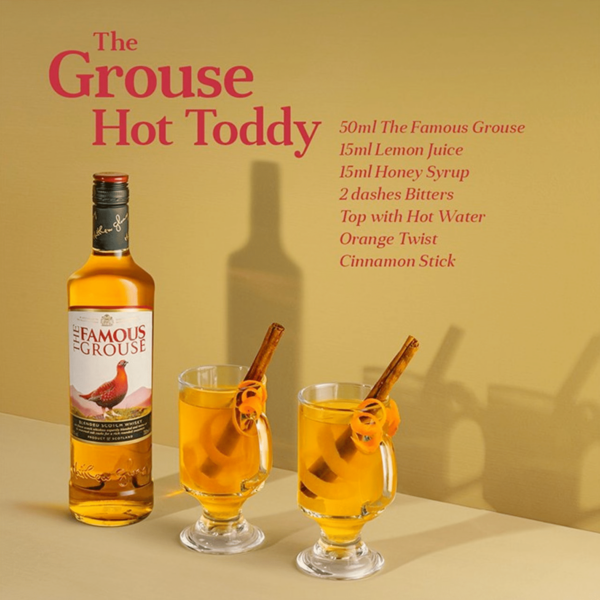 The
Grouse
Hot Toddy
50ml The Famous Grouse
15ml Lemon Juice
15ml Honey Syrup
2 dashes Bitters
Top with Hot Water
Orange Twist
Cinnamon Stick
THE
FAMOUS
GROUSE
BLENDED SCOTCH WHISKY
PRODUCT OF SCOTLAND